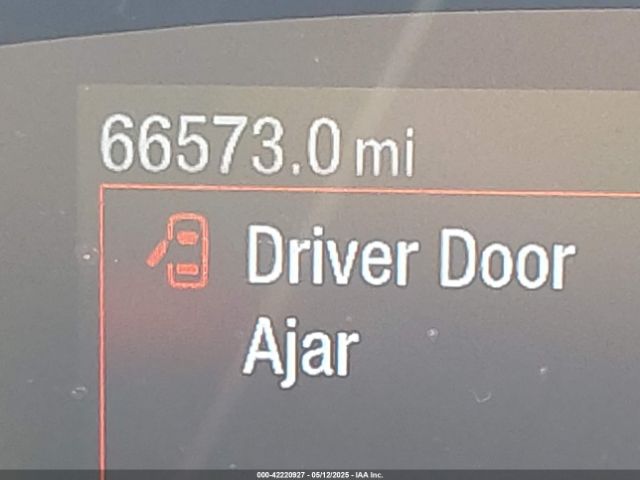 66573.0 mi
Driver Door
Ajar
000-42220927 - 05/12/2025 - IAA Inc.